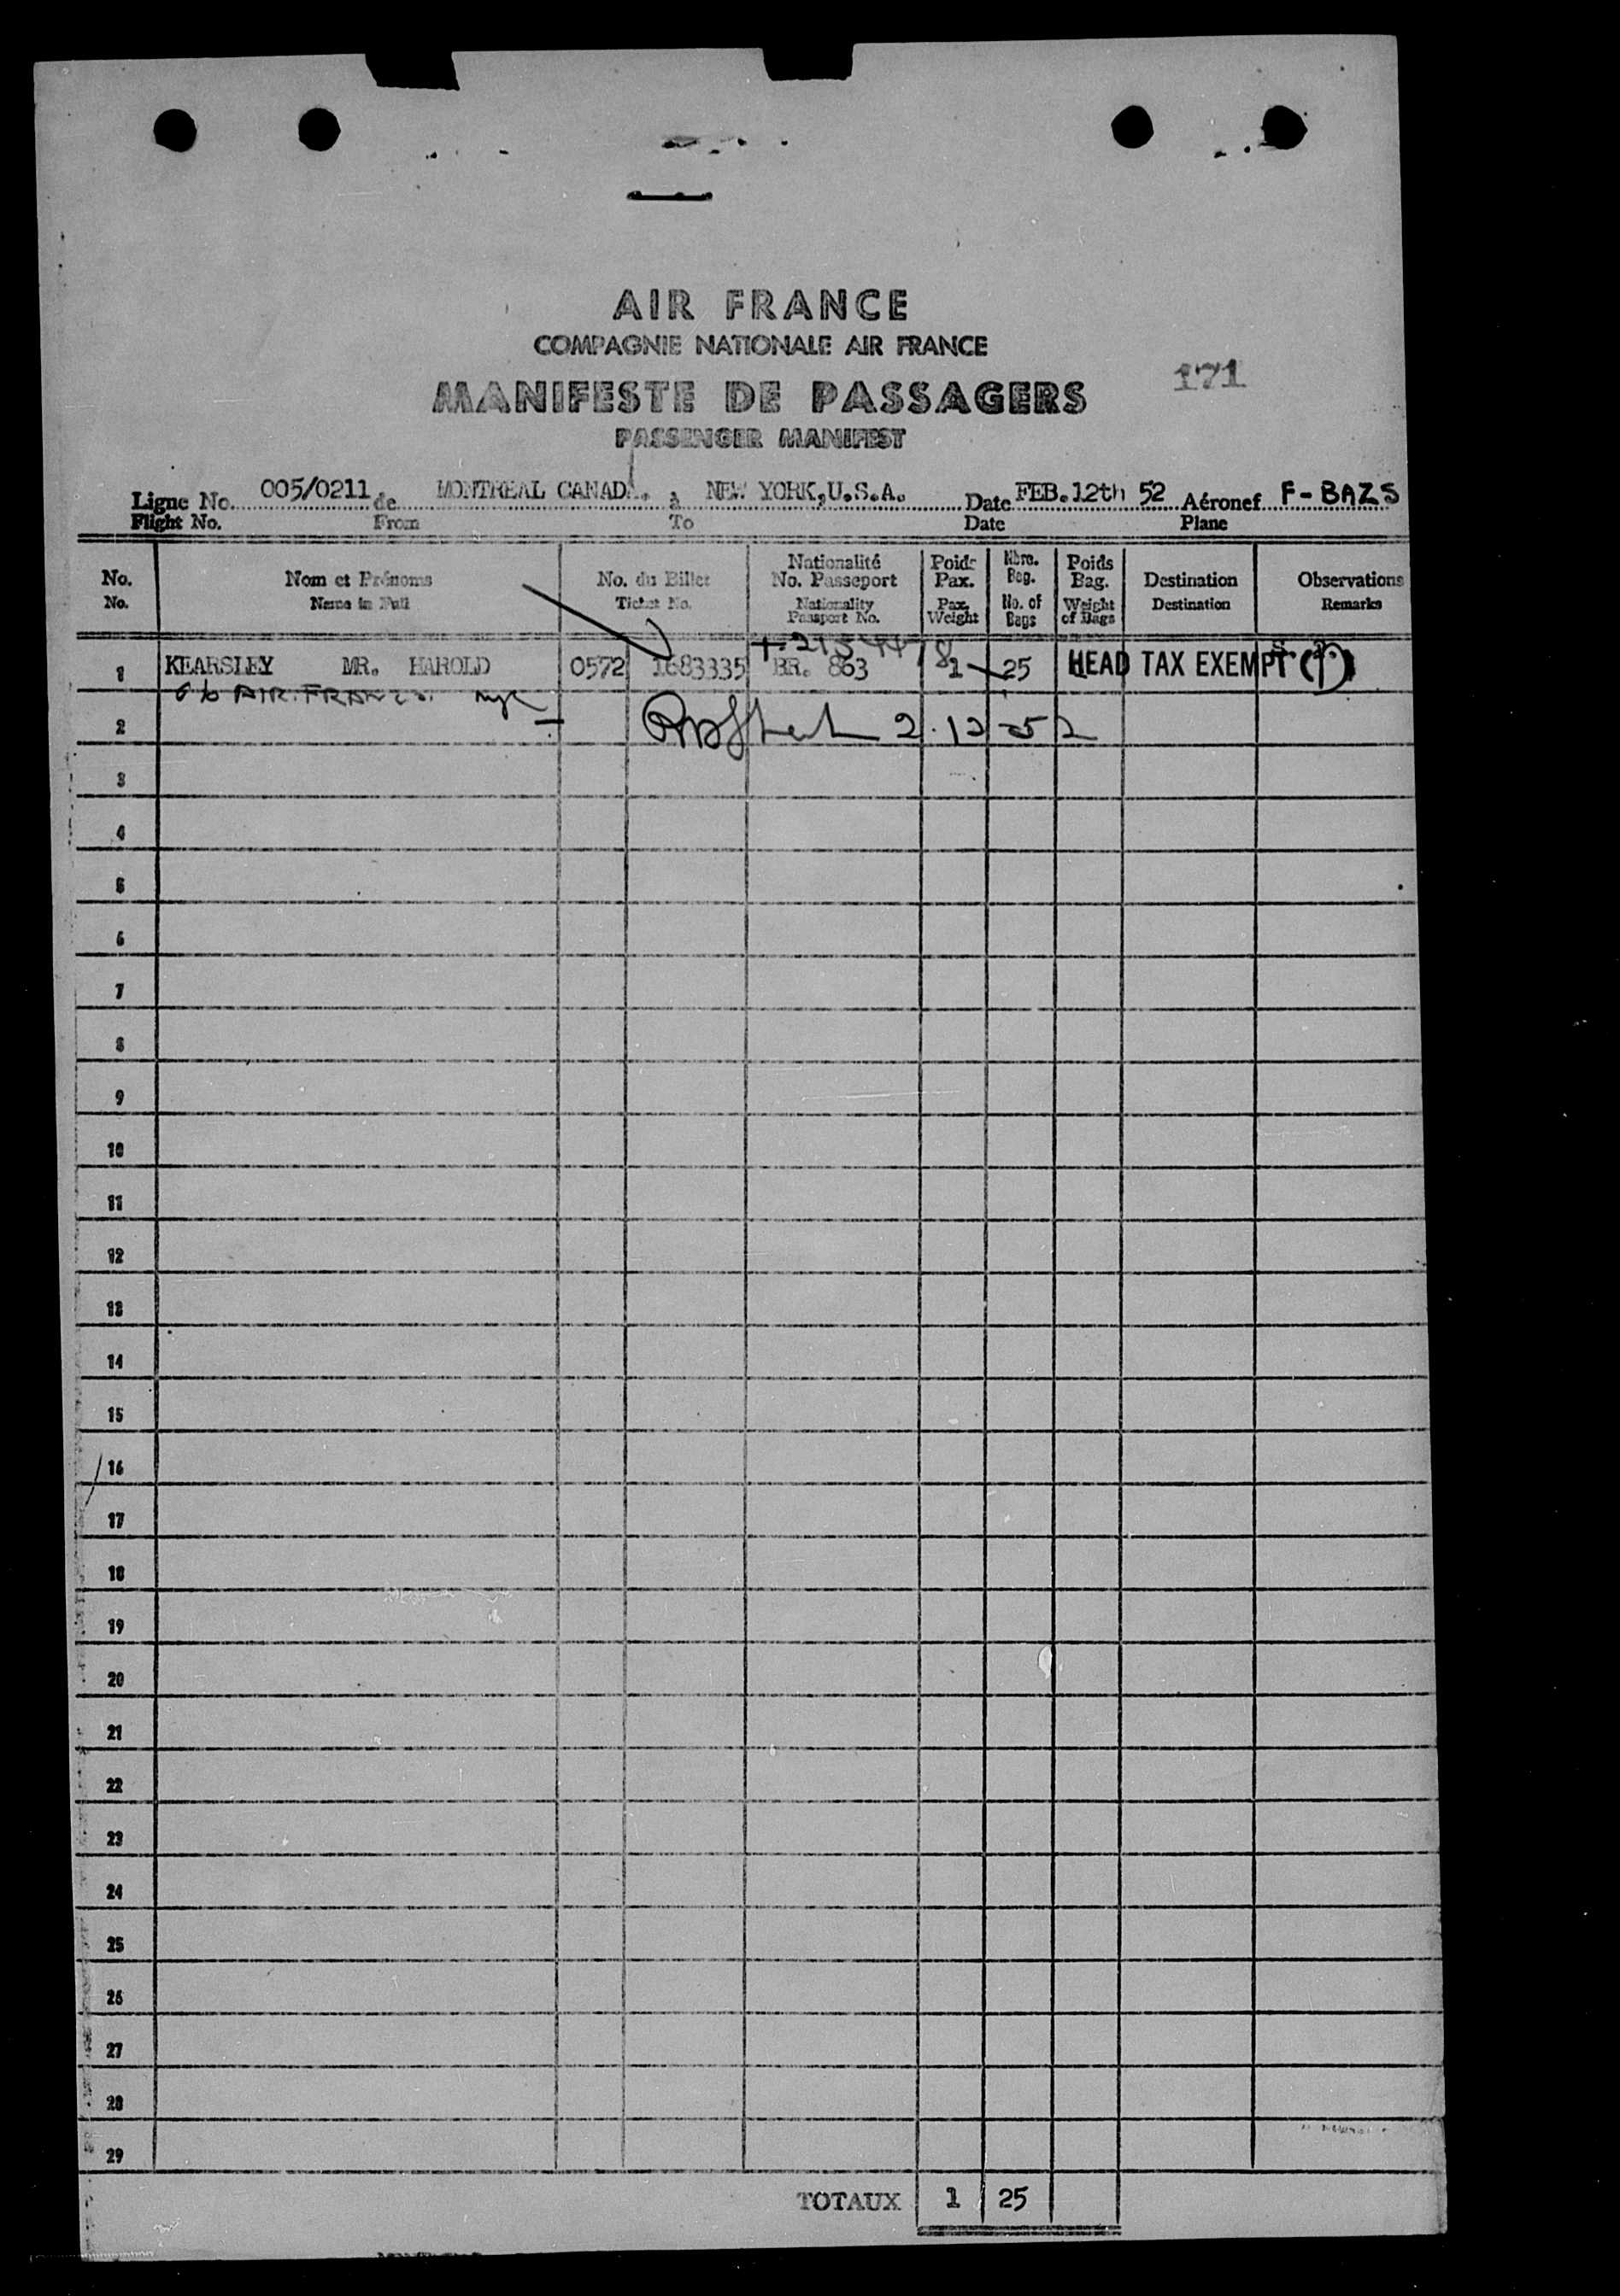 AIR FRANCE
COMPAGNIE NATIONALE AIR FRANCE
MANIFESTE DE PASSAGERS
171
PASSENGER MANIFEST
Ligne No. 005/0211 de MONTREAL CANADA. à NEW YORK, U.S.A. Date FEB. 12th 52 Aéronef F-BAZS
Flight No. From To Date Plane
No. Nom et Prénoms No. du Billet Nationalité No. Passeport Poids Pax. Nbre. Bag. Poids Bag. Destination Observations
No. Name in Full Ticket No. Nationality Passport No. Pax. Weight No. of Bags Weight of Bags Destination Remarks
1 KEARSLEY MR. HAROLD 0572 1683335 BR. 863 1 25 HEAD TAX EXEMPT
c/o AIR FRANCE nyc
2 2.12 52
3
4
5
6
7
8
9
10
11
12
13
14
15
16
17
18
19
20
21
22
23
24
25
26
27
28
29
TOTAUX 1 25